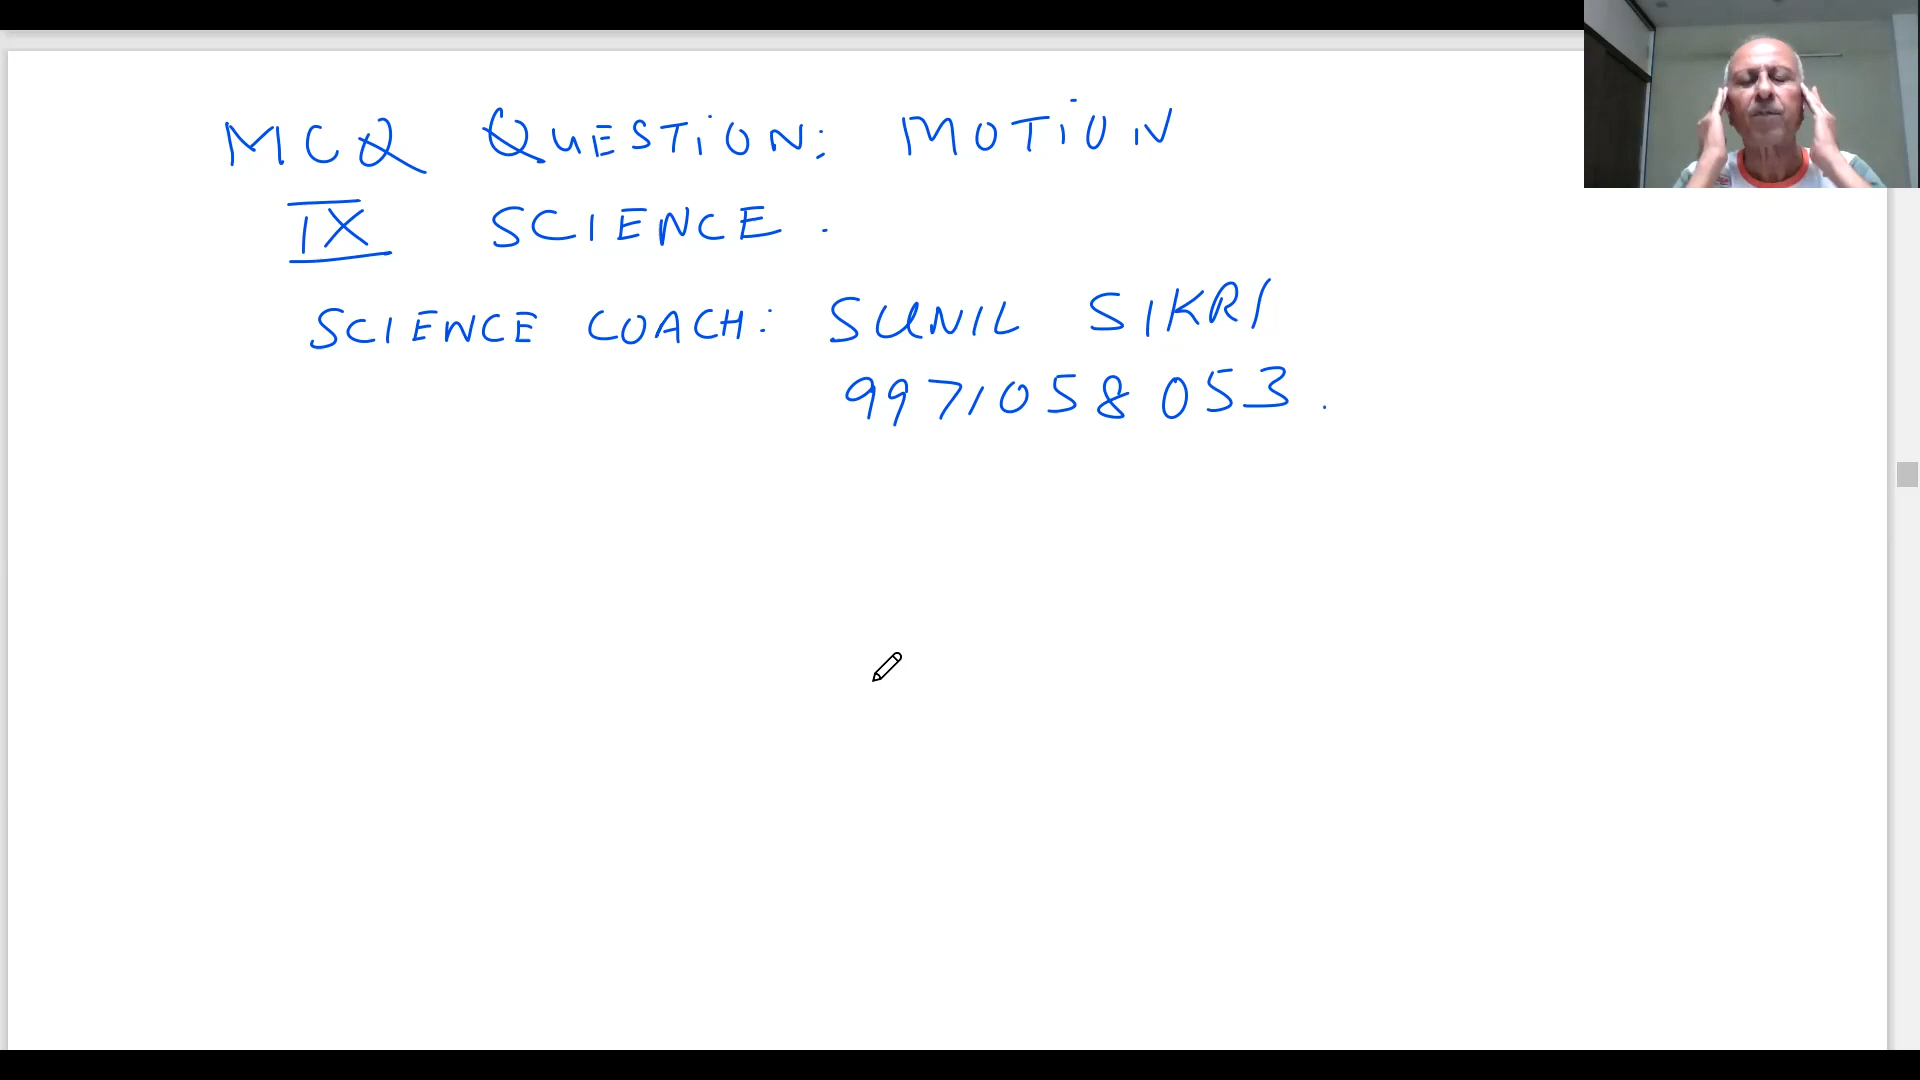 MCQ QUESTION: MOTION
IX SCIENCE.
SCIENCE COACH: SUNIL SIKRI
9971058053.